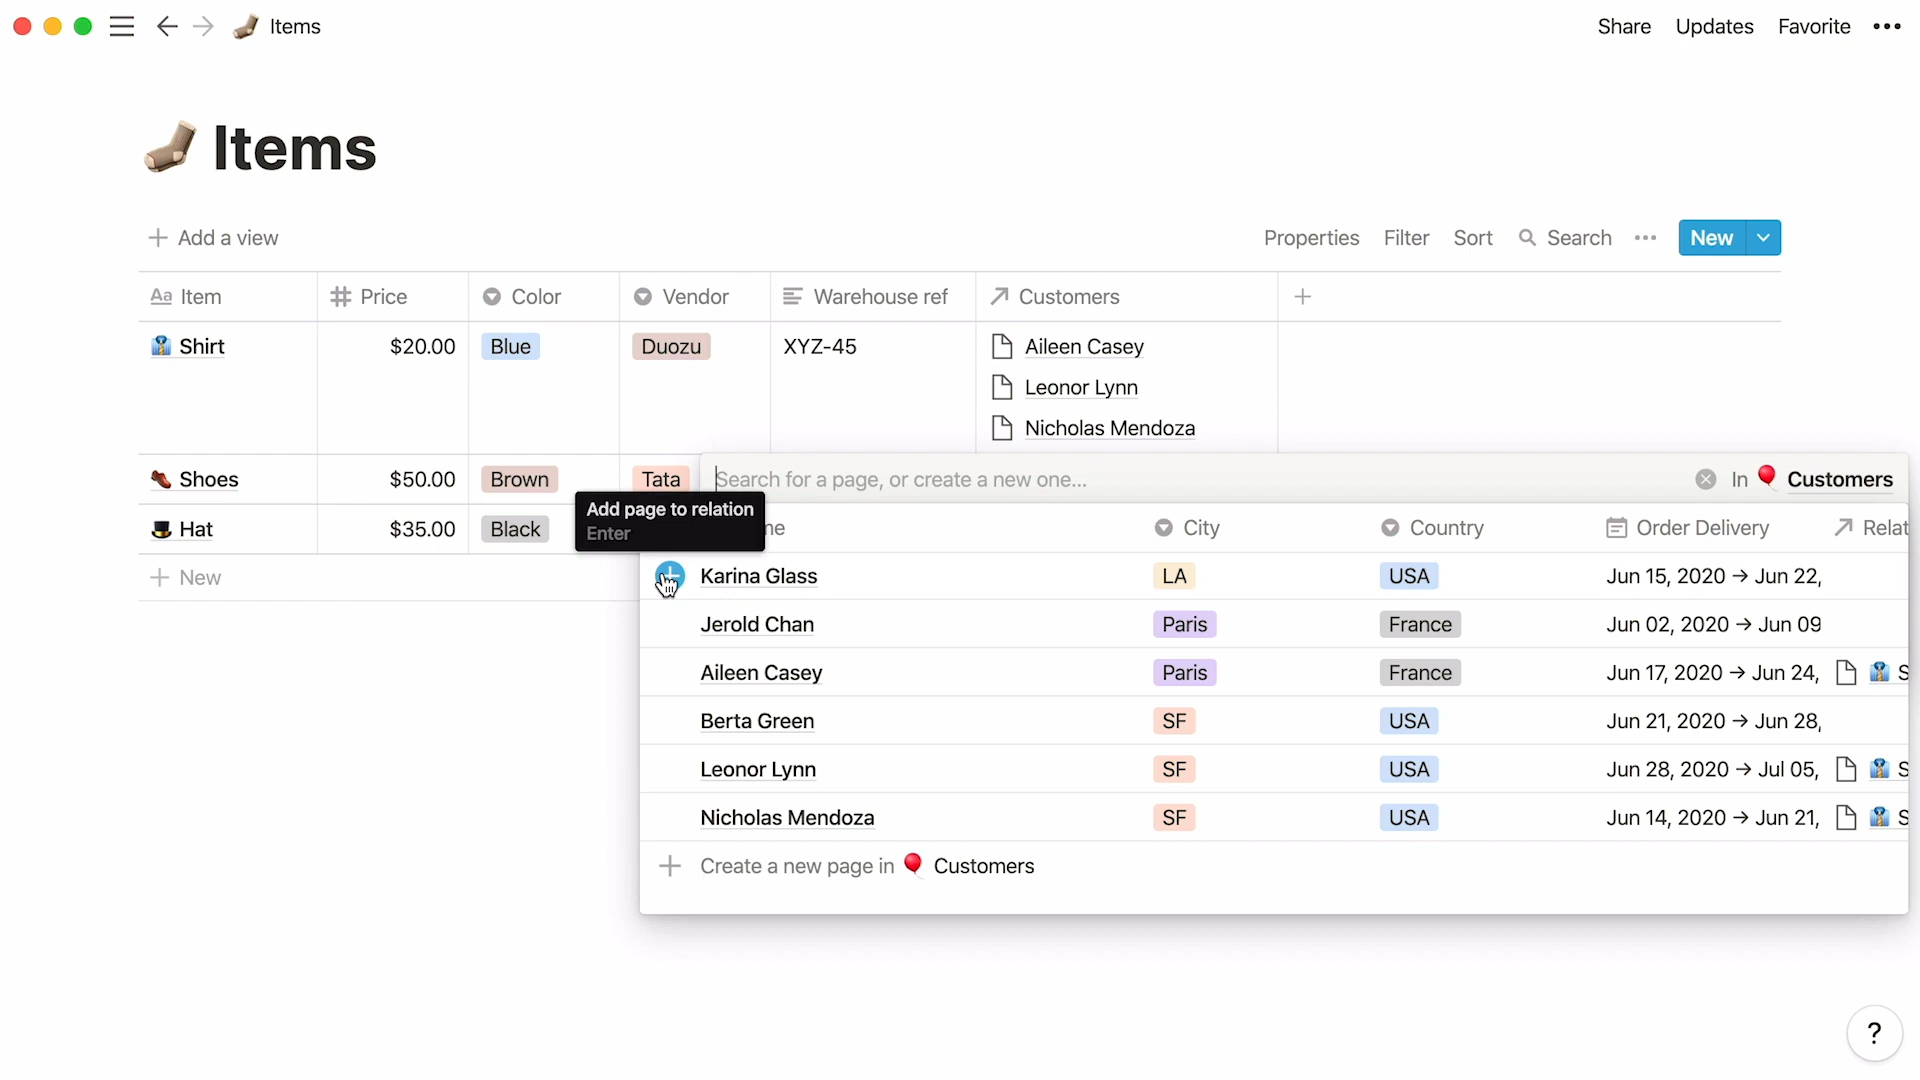 Items
Share Updates Favorite
Items
Add a view
Properties Filter Sort Search New
Aa Item Price Color Vendor Warehouse ref Customers
Shirt $20.00 Blue Duozu XYZ-45 Aileen Casey
Leonor Lynn
Nicholas Mendoza
Shoes $50.00 Brown Tata Search for a page, or create a new one... In Customers
Hat $35.00 Black
Add page to relation
Enter
City Country Order Delivery
New
Karina Glass LA USA Jun 15, 2020 → Jun 22,
Jerold Chan Paris France Jun 02, 2020 → Jun 09
Aileen Casey Paris France Jun 17, 2020 → Jun 24,
Berta Green SF USA Jun 21, 2020 → Jun 28,
Leonor Lynn SF USA Jun 28, 2020 → Jul 05,
Nicholas Mendoza SF USA Jun 14, 2020 → Jun 21,
Create a new page in Customers
?